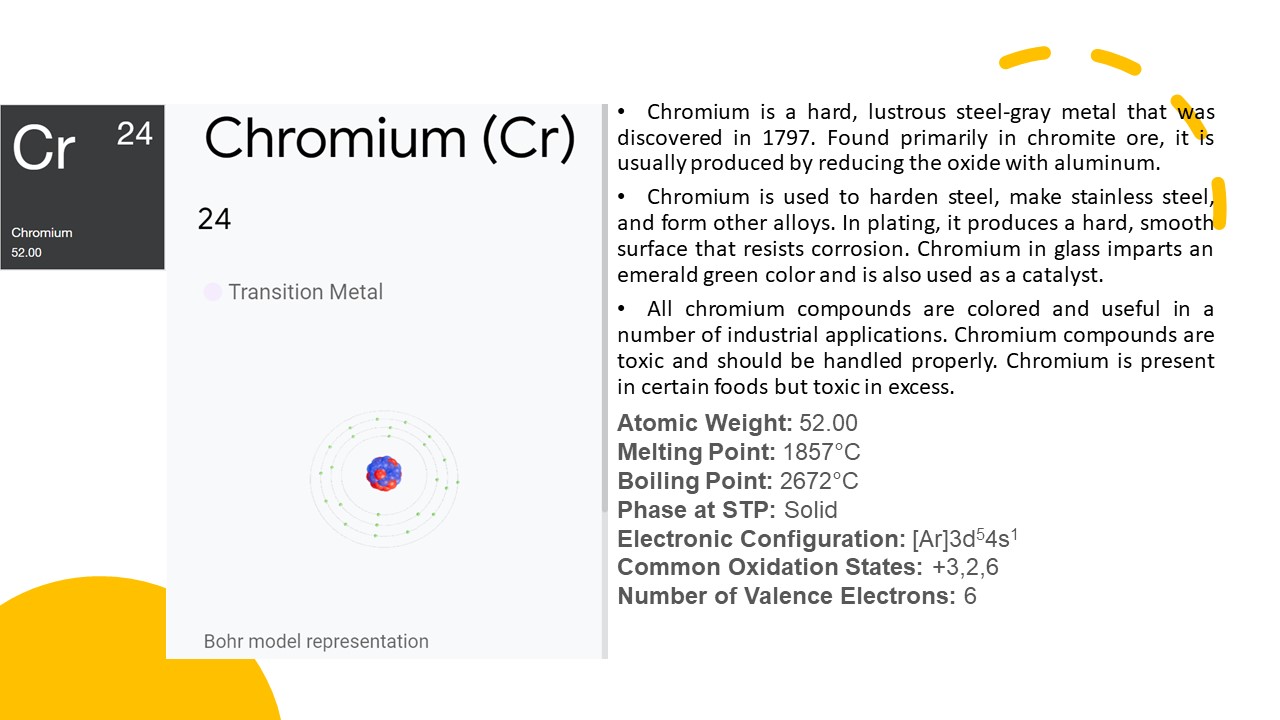 Cr 24
Chromium
52.00
Chromium (Cr)
24
Transition Metal
Bohr model representation
• Chromium is a hard, lustrous steel-gray metal that was
discovered in 1797. Found primarily in chromite ore, it is
usually produced by reducing the oxide with aluminum.
• Chromium is used to harden steel, make stainless steel,
and form other alloys. In plating, it produces a hard, smooth
surface that resists corrosion. Chromium in glass imparts an
emerald green color and is also used as a catalyst.
• All chromium compounds are colored and useful in a
number of industrial applications. Chromium compounds are
toxic and should be handled properly. Chromium is present
in certain foods but toxic in excess.
Atomic Weight: 52.00
Melting Point: 1857°C
Boiling Point: 2672°C
Phase at STP: Solid
Electronic Configuration: [Ar]3d⁵4s¹
Common Oxidation States: +3,2,6
Number of Valence Electrons: 6